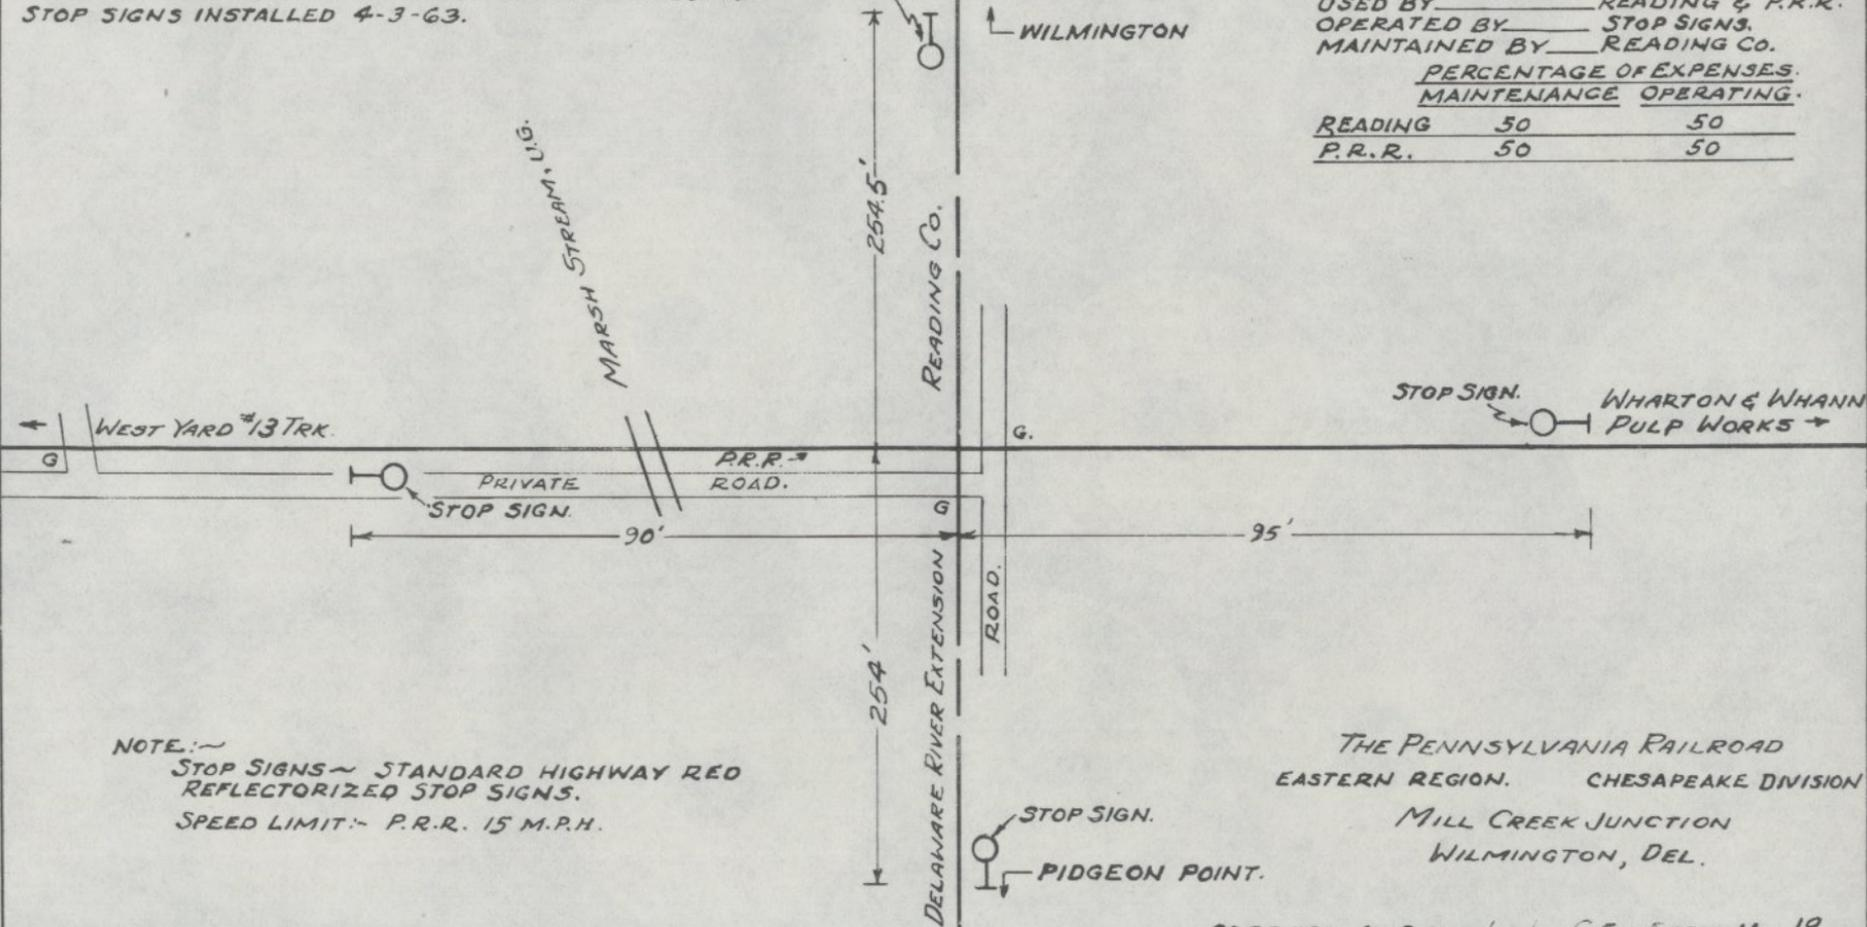 STOP SIGNS INSTALLED 4-3-63.
WILMINGTON
USED BY READING & P.R.R.
OPERATED BY STOP SIGNS.
MAINTAINED BY READING CO.
PERCENTAGE OF EXPENSES.
MAINTENANCE OPERATING.
READING 50 50
P.R.R. 50 50
MARSH STREAM, U.G.
254.5'
READING CO.
STOP SIGN.
WHARTON & WHANN
PULP WORKS
WEST YARD #13 TRK.
G
G.
P.R.R.
PRIVATE ROAD.
STOP SIGN.
G
90'
95'
ROAD.
254'
DELAWARE RIVER EXTENSION
NOTE:~
STOP SIGNS~ STANDARD HIGHWAY RED
REFLECTORIZED STOP SIGNS.
SPEED LIMIT:- P.R.R. 15 M.P.H.
THE PENNSYLVANIA RAILROAD
EASTERN REGION. CHESAPEAKE DIVISION
MILL CREEK JUNCTION
WILMINGTON, DEL.
STOP SIGN.
PIDGEON POINT.